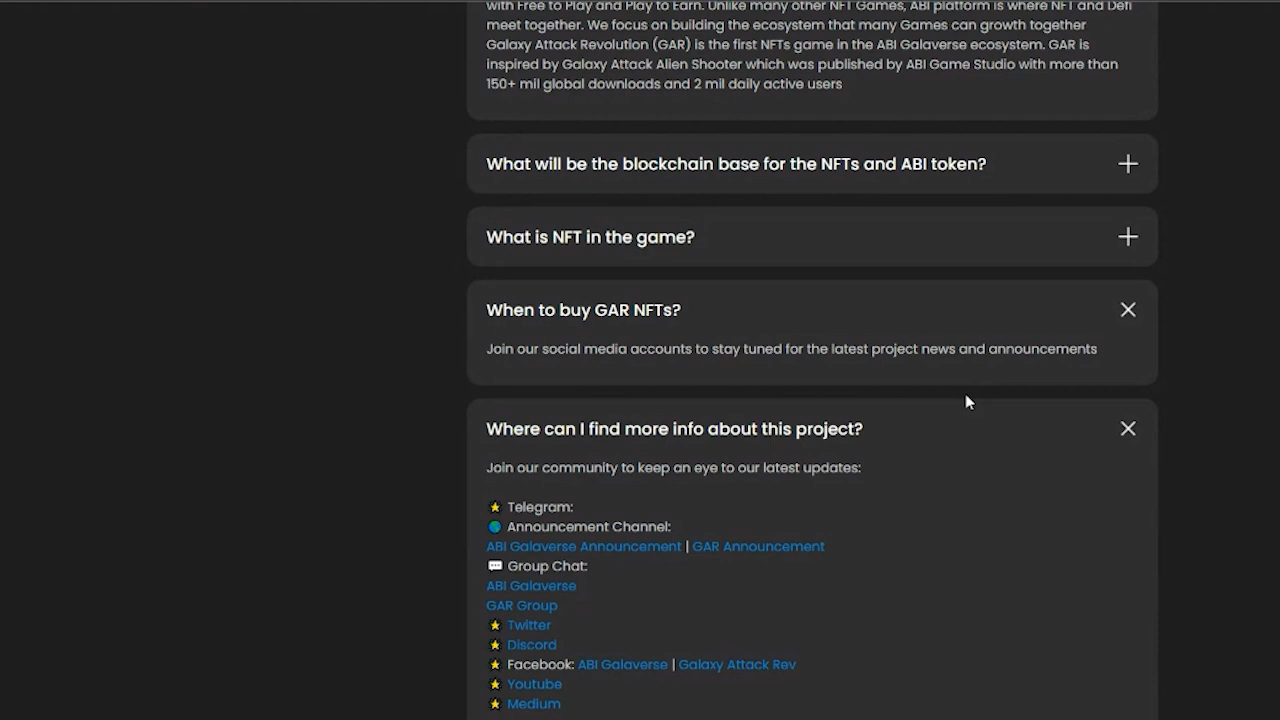 with Free to Play and Play to Earn. Unlike many other NFT Games, ABI platform is where NFT and Defi
meet together. We focus on building the ecosystem that many Games can growth together
Galaxy Attack Revolution (GAR) is the first NFTs game in the ABI Galaverse ecosystem. GAR is
inspired by Galaxy Attack Alien Shooter which was published by ABI Game Studio with more than
150+ mil global downloads and 2 mil daily active users
What will be the blockchain base for the NFTs and ABI token?
What is NFT in the game?
When to buy GAR NFTs?
Join our social media accounts to stay tuned for the latest project news and announcements
Where can I find more info about this project?
Join our community to keep an eye to our latest updates:
⭐ Telegram:
🌏 Announcement Channel:
ABI Galaverse Announcement | GAR Announcement
💬 Group Chat:
ABI Galaverse
GAR Group
⭐ Twitter
⭐ Discord
⭐ Facebook: ABI Galaverse | Galaxy Attack Rev
⭐ Youtube
⭐ Medium